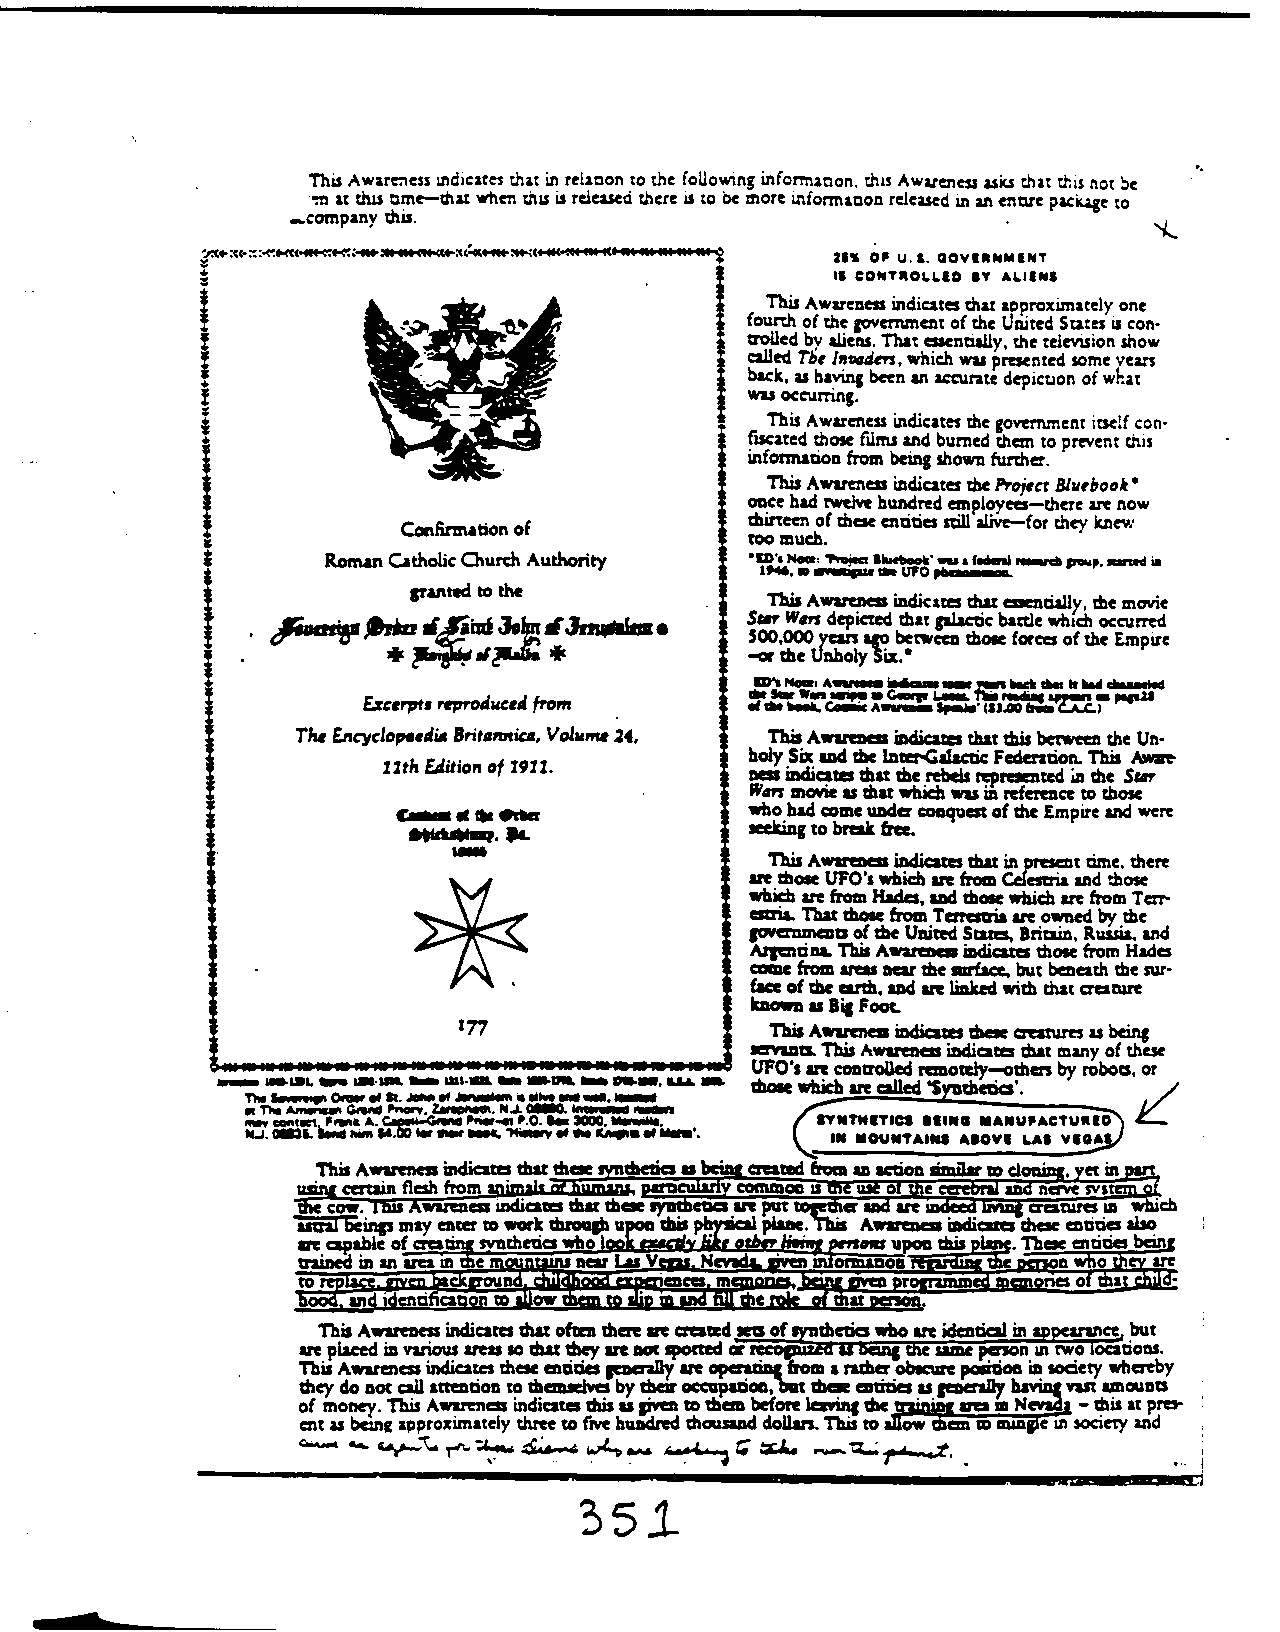 This Awareness indicates that in relation to the following information, this Awareness asks that this not be
at this time—that when this is released there is to be more information released in an entire package to
company this.
Confirmation of
Roman Catholic Church Authority
granted to the
Sovereign Order of Saint John of Jerusalem
Knights of Malta
Excerpts reproduced from
The Encyclopaedia Britannica, Volume 24,
11th Edition of 1911.
Convent of the Order
Shickshinny, Pa.
177
The Sovereign Order of St. John of Jerusalem is alive and well, located
at The American Grand Priory, N.J. Interested readers
may contact, Frank A. Grand Prior—at P.O. Box 3000,
N.J. 08835. Send him $4.00 for their book, 'History of the Knights of Malta'.
25% OF U.S. GOVERNMENT
IS CONTROLLED BY ALIENS
This Awareness indicates that approximately one
fourth of the government of the United States is con-
trolled by aliens. That essentially, the television show
called The Invaders, which was presented some years
back, as having been an accurate depiction of what
was occurring.
This Awareness indicates the government itself con-
fiscated those films and burned them to prevent this
information from being shown further.
This Awareness indicates the Project Bluebook*
once had twelve hundred employees—there are now
thirteen of these entities still alive—for they knew
too much.
*ED's Note: 'Project Bluebook' was a federal research group, started in
1946, to investigate the UFO phenomenon.
This Awareness indicates that essentially, the movie
Star Wars depicted that galactic battle which occurred
500,000 years ago between those forces of the Empire
—or the Unholy Six.*
ED's Note: Awareness indicates some years back that it had channeled
the Star Wars series to George Lucas. This reading appears on page 28
of the book, Cosmic Awareness Speaks' ($3.00 from C.A.C.)
This Awareness indicates that this between the Un-
holy Six and the Inter-Galactic Federation. This Aware-
ness indicates that the rebels represented in the Star
Wars movie as that which was in reference to those
who had come under conquest of the Empire and were
seeking to break free.
This Awareness indicates that in present time, there
are those UFO's which are from Celestria and those
which are from Hades, and those which are from Terr-
estria. That those from Terrestria are owned by the
governments of the United States, Britain, Russia, and
Argentina. This Awareness indicates those from Hades
come from areas near the surface, but beneath the sur-
face of the earth, and are linked with that creature
known as Big Foot.
This Awareness indicates these creatures as being
servants. This Awareness indicates that many of these
UFO's are controlled remotely—others by robots, or
those which are called 'Synthetics'.
SYNTHETICS BEING MANUFACTURED
IN MOUNTAINS ABOVE LAS VEGAS
This Awareness indicates that these synthetics as being created from an action similar to cloning, yet in part
using certain flesh from animals of humans, particularly common is the use of the cerebral and nerve system of
the cow. This Awareness indicates that these synthetics are put together and are indeed living creatures in which
astral beings may enter to work through upon this physical plane. This Awareness indicates these entities also
are capable of creating synthetics who look exactly like other living persons upon this plane. These entities being
trained in an area in the mountains near Las Vegas, Nevada, given information regarding the person who they are
to replace, given background, childhood experiences, memories, being given programmed memories of that child-
hood, and identification to allow them to slip in and fill the role of that person.
This Awareness indicates that often there are created sets of synthetics who are identical in appearance, but
are placed in various areas so that they are not spotted or recognized as being the same person in two locations.
This Awareness indicates these entities generally are operating from a rather obscure position in society whereby
they do not call attention to themselves by their occupation, but these entities as generally having vast amounts
of money. This Awareness indicates this as given to them before leaving the training area in Nevada – this at pres-
ent as being approximately three to five hundred thousand dollars. This to allow them to mingle in society and
as agents for those aliens who are seeking to take over this planet.
351